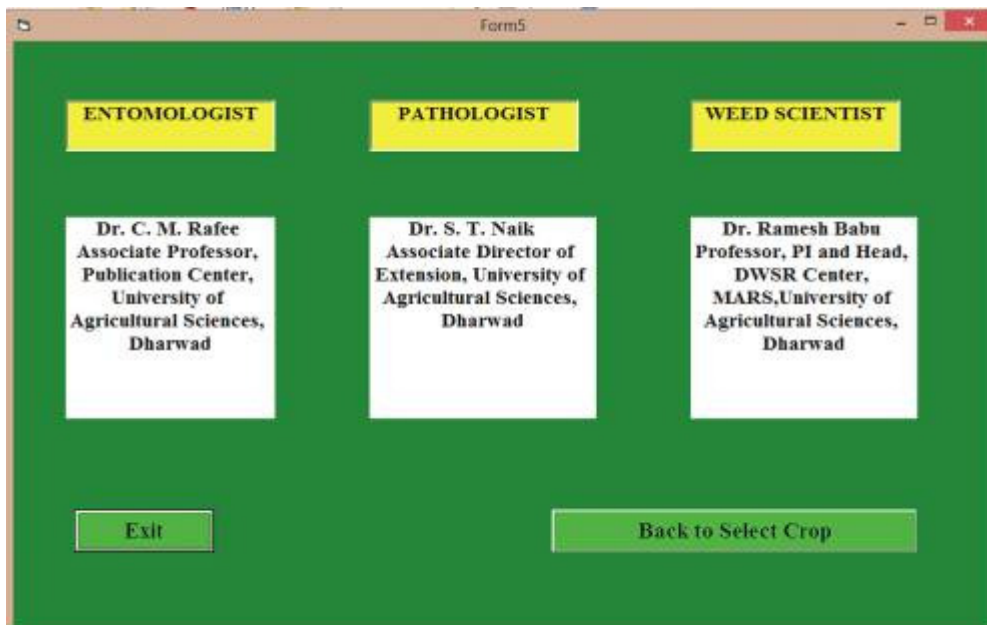 Form5
ENTOMOLOGIST
PATHOLOGIST
WEED SCIENTIST
Dr. C. M. Rafee
Associate Professor,
Publication Center,
University of
Agricultural Sciences,
Dharwad
Dr. S. T. Naik
Associate Director of
Extension, University of
Agricultural Sciences,
Dharwad
Dr. Ramesh Babu
Professor, PI and Head,
DWSR Center,
MARS,University of
Agricultural Sciences,
Dharwad
Exit
Back to Select Crop